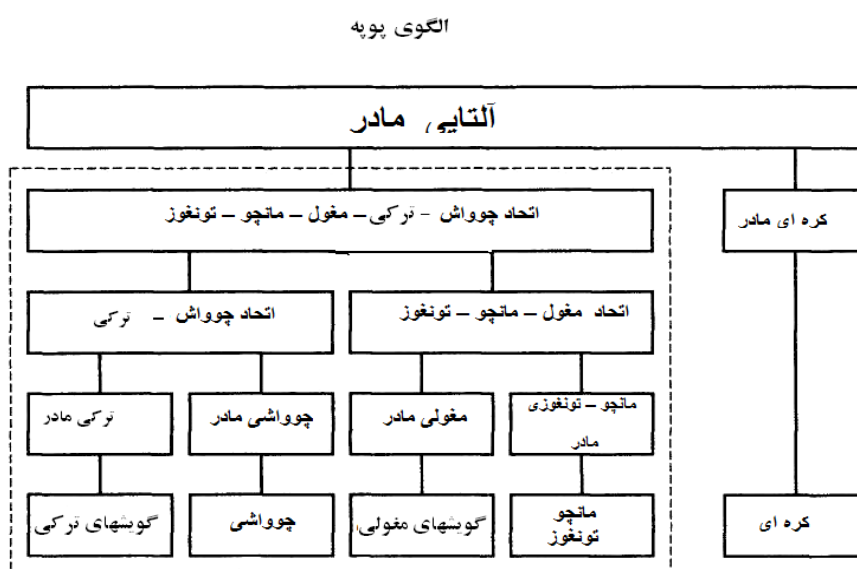 الگوی پوپه
آلتایی مادر
اتحاد چوواش - ترکی – مغول – مانچو – تونغوز
کره ای مادر
اتحاد مغول – مانچو – تونغوز
اتحاد چوواش – ترکی
مانچو – تونغوزی
مادر
مغولی مادر
چوواشی مادر
ترکی مادر
کره ای
مانچو
تونغوز
گویشهای مغولی
چوواشی
گویشهای ترکی